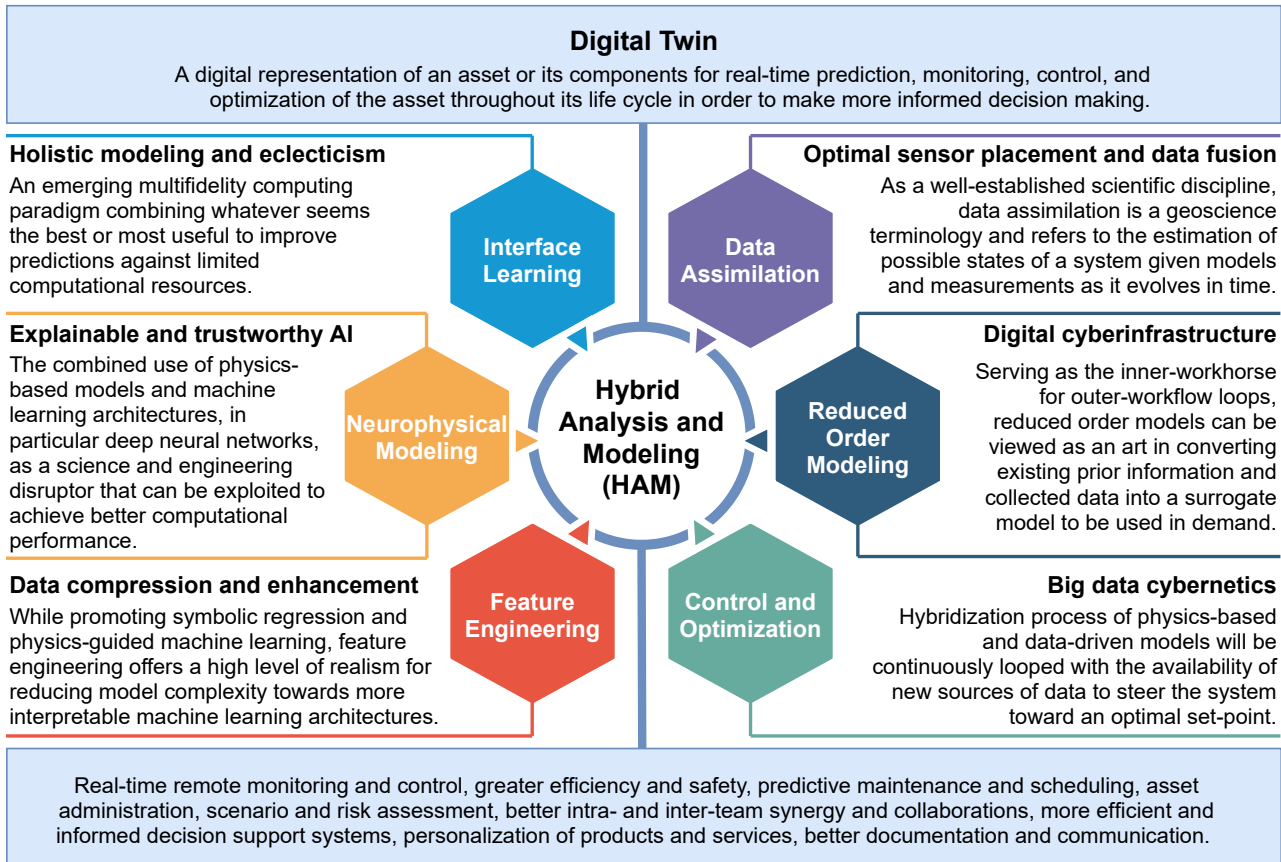 Digital Twin
A digital representation of an asset or its components for real-time prediction, monitoring, control, and
optimization of the asset throughout its life cycle in order to make more informed decision making.
Holistic modeling and eclecticism
An emerging multifidelity computing
paradigm combining whatever seems
the best or most useful to improve
predictions against limited
computational resources.
Interface
Learning
Data
Assimilation
Optimal sensor placement and data fusion
As a well-established scientific discipline,
data assimilation is a geoscience
terminology and refers to the estimation of
possible states of a system given models
and measurements as it evolves in time.
Explainable and trustworthy AI
The combined use of physics-
based models and machine
learning architectures, in
particular deep neural networks,
as a science and engineering
disruptor that can be exploited to
achieve better computational
performance.
Neurophysical
Modeling
Hybrid
Analysis and
Modeling
(HAM)
Reduced
Order
Modeling
Digital cyberinfrastructure
Serving as the inner-workhorse
for outer-workflow loops,
reduced order models can be
viewed as an art in converting
existing prior information and
collected data into a surrogate
model to be used in demand.
Data compression and enhancement
While promoting symbolic regression and
physics-guided machine learning, feature
engineering offers a high level of realism for
reducing model complexity towards more
interpretable machine learning architectures.
Feature
Engineering
Control and
Optimization
Big data cybernetics
Hybridization process of physics-based
and data-driven models will be
continuously looped with the availability of
new sources of data to steer the system
toward an optimal set-point.
Real-time remote monitoring and control, greater efficiency and safety, predictive maintenance and scheduling, asset
administration, scenario and risk assessment, better intra- and inter-team synergy and collaborations, more efficient and
informed decision support systems, personalization of products and services, better documentation and communication.